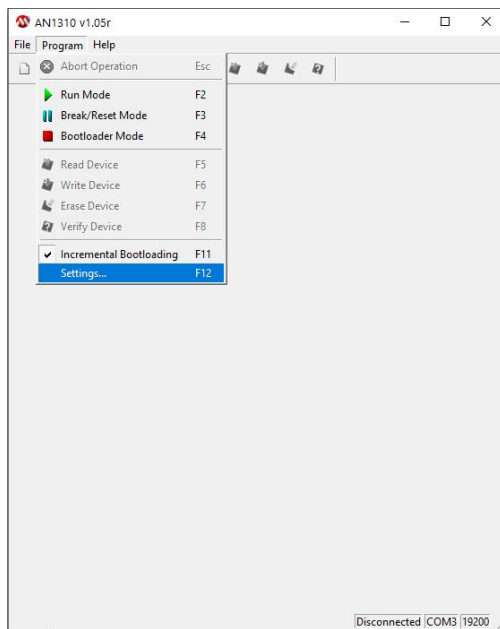 AN1310 v1.05r
File Program Help
Abort Operation Esc
Run Mode F2
Break/Reset Mode F3
Bootloader Mode F4
Read Device F5
Write Device F6
Erase Device F7
Verify Device F8
Incremental Bootloading F11
Settings... F12
Disconnected COM3 19200